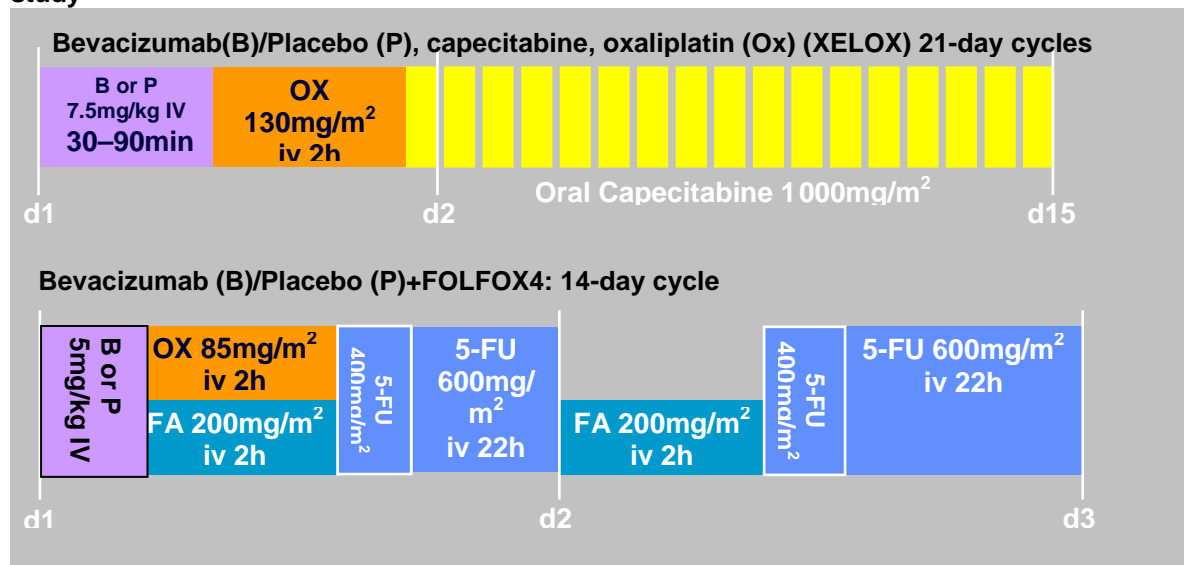 study
Bevacizumab(B)/Placebo (P), capecitabine, oxaliplatin (Ox) (XELOX) 21-day cycles
B or P
7.5mg/kg IV
30–90min
OX
130mg/m²
iv 2h
Oral Capecitabine 1000mg/m²
d1
d2
d15
Bevacizumab (B)/Placebo (P)+FOLFOX4: 14-day cycle
B or P
5mg/kg IV
OX 85mg/m²
iv 2h
FA 200mg/m²
iv 2h
5-FU
400mg/m²
5-FU
600mg/
m²
iv 22h
FA 200mg/m²
iv 2h
5-FU
400mg/m²
5-FU 600mg/m²
iv 22h
d1
d2
d3